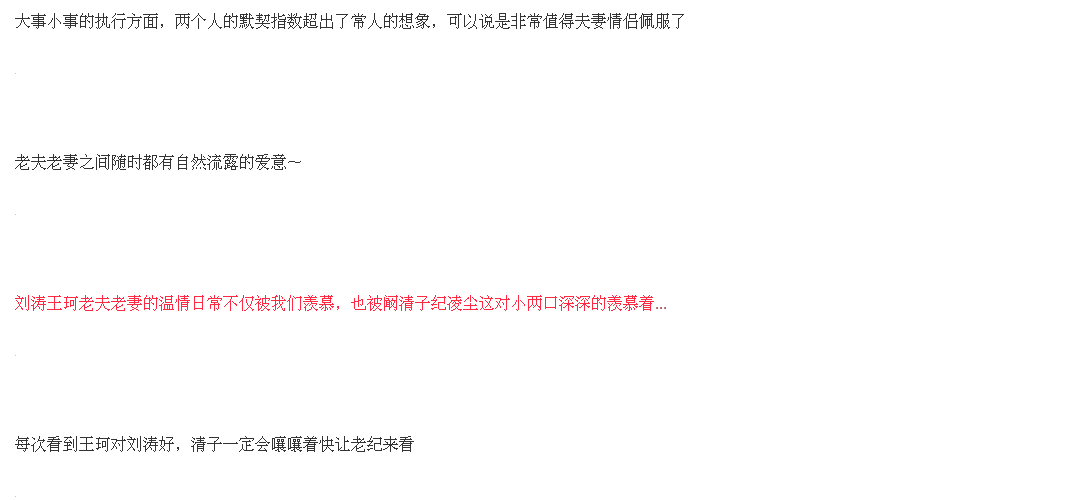 大事小事的执行方面，两个人的默契指数超出了常人的想象，可以说是非常值得夫妻情侣佩服了
老夫老妻之间随时都有自然流露的爱意～
刘涛王珂老夫老妻的温情日常不仅被我们羡慕，也被阚清子纪凌尘这对小两口深深的羡慕着...
每次看到王珂对刘涛好，清子一定会嚷嚷着快让老纪来看